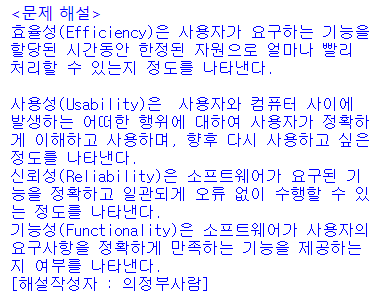 <문제 해설>
효율성(Efficiency)은 사용자가 요구하는 기능을
할당된 시간동안 한정된 자원으로 얼마나 빨리
처리할 수 있는지 정도를 나타낸다.

사용성(Usability)은  사용자와 컴퓨터 사이에
발생하는 어떠한 행위에 대하여 사용자가 정확하
게 이해하고 사용하며, 향후 다시 사용하고 싶은
정도를 나타낸다.
신뢰성(Reliability)은 소프트웨어가 요구된 기
능을 정확하고 일관되게 오류 없이 수행할 수 있
는 정도를 나타낸다.
기능성(Functionality)은 소프트웨어가 사용자의
요구사항을 정확하게 만족하는 기능을 제공하는
지 여부를 나타낸다.
[해설작성자 : 의정부사람]